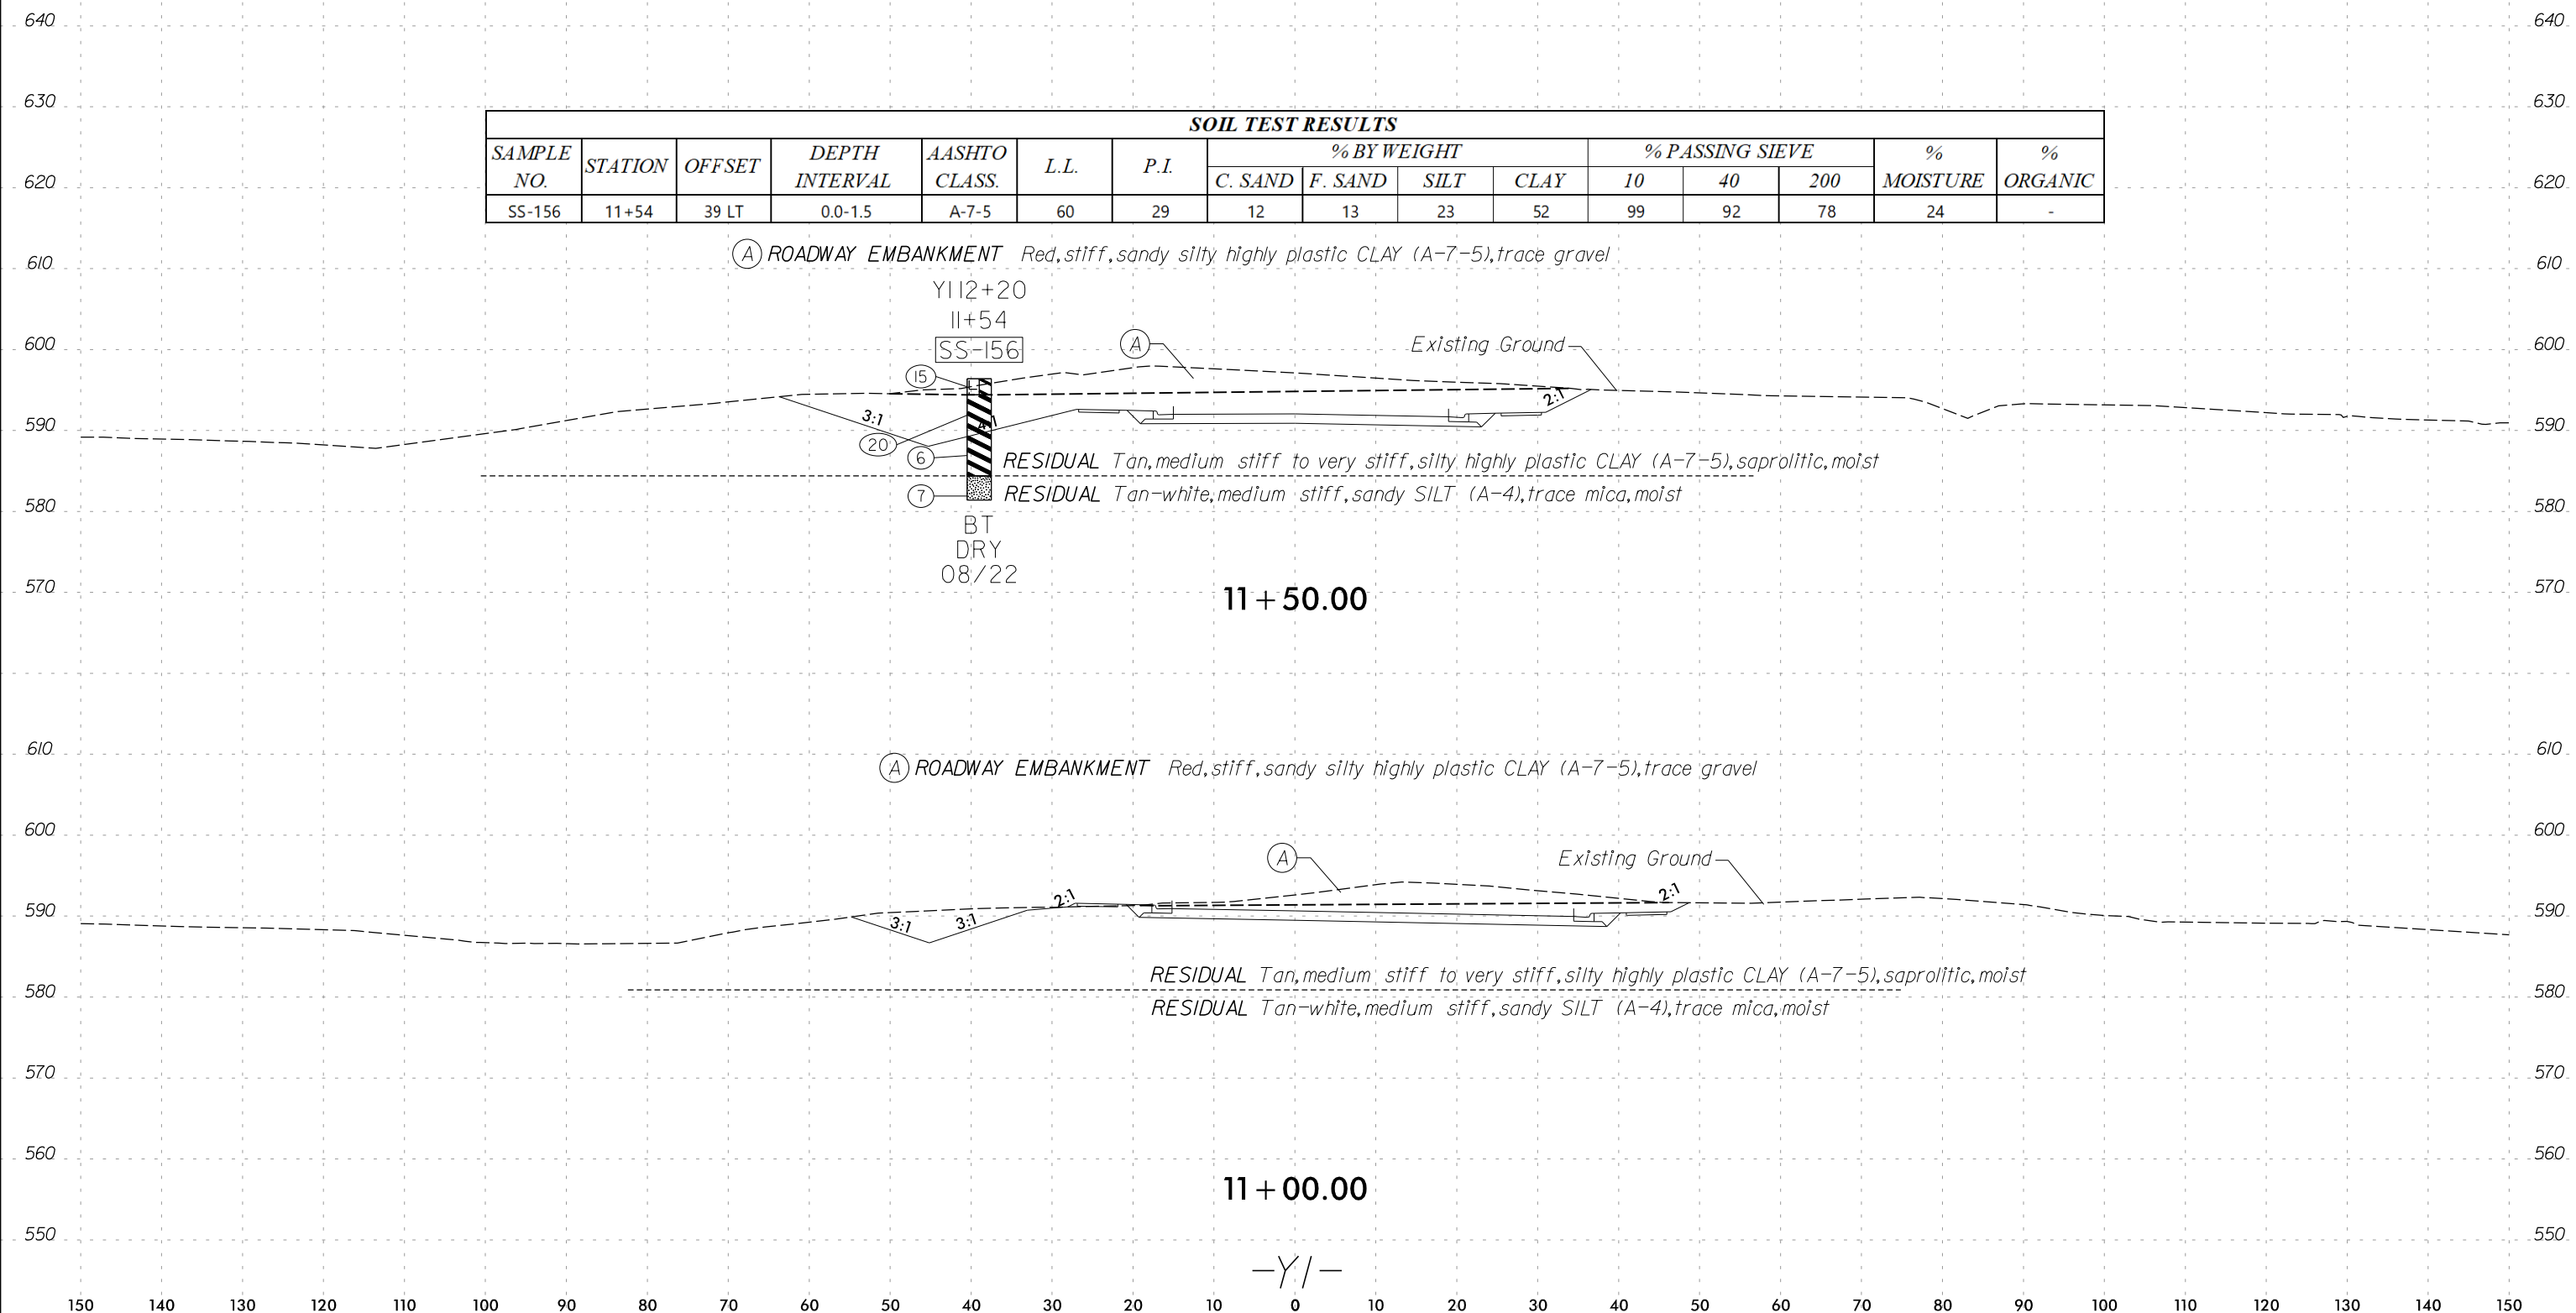 640 640
630 630
SOIL TEST RESULTS
SAMPLE NO. STATION OFFSET DEPTH INTERVAL AASHTO CLASS. L.L. P.I. % BY WEIGHT % PASSING SIEVE % MOISTURE % ORGANIC
C. SAND F. SAND SILT CLAY 10 40 200
620 620
SS-156 11+54 39 LT 0.0-1.5 A-7-5 60 29 12 13 23 52 99 92 78 24 -
A ROADWAY EMBANKMENT Red, stiff, sandy silty highly plastic CLAY (A-7-5), trace gravel
610 610
Y112+20
11+54
SS-156
600 A Existing Ground 600
15
3:1 4:1 2:1
590 590
20
6 RESIDUAL Tan, medium stiff to very stiff, silty highly plastic CLAY (A-7-5), saprolitic, moist
7 RESIDUAL Tan-white, medium stiff, sandy SILT (A-4), trace mica, moist
580 580
BT
DRY
08/22
570 570
11+50.00
610 610
A ROADWAY EMBANKMENT Red, stiff, sandy silty highly plastic CLAY (A-7-5), trace gravel
600 600
A Existing Ground
2:1 2:1
590 590
3:1 3:1
RESIDUAL Tan, medium stiff to very stiff, silty highly plastic CLAY (A-7-5), saprolitic, moist
580 580
RESIDUAL Tan-white, medium stiff, sandy SILT (A-4), trace mica, moist
570 570
560 560
11+00.00
550 550
-Y1-
150 140 130 120 110 100 90 80 70 60 50 40 30 20 10 0 10 20 30 40 50 60 70 80 90 100 110 120 130 140 150